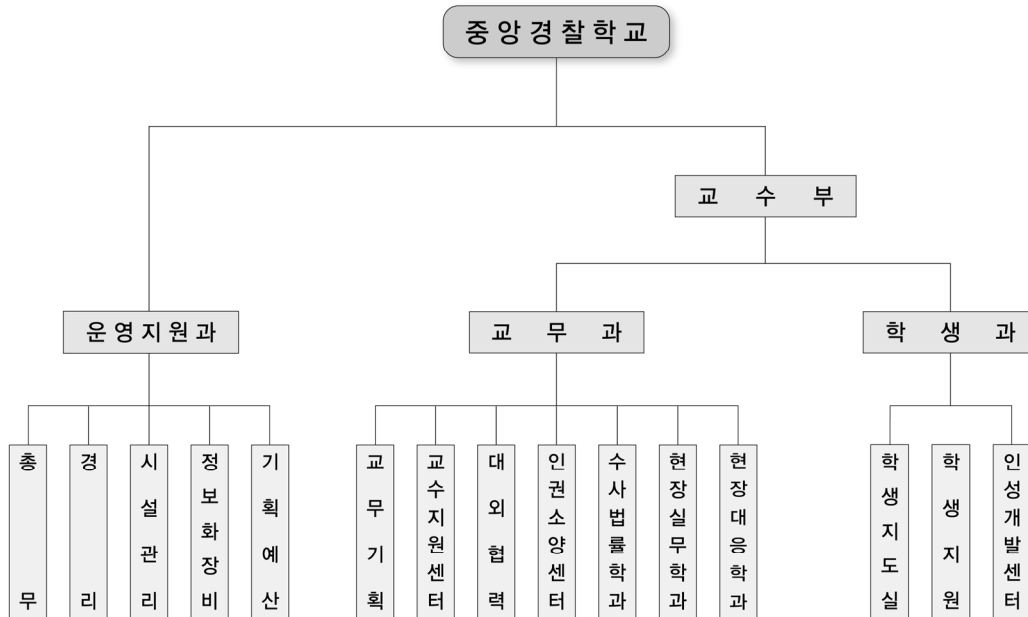 중앙경찰학교
교수부
운영지원과
교무과
학생과
총무
경리
시설관리
정보화장비
기획예산
교무기획
교수지원센터
대외협력
인권소양센터
수사법률학과
현장실무학과
현장대응학과
학생지도실
학생지원
인성개발센터